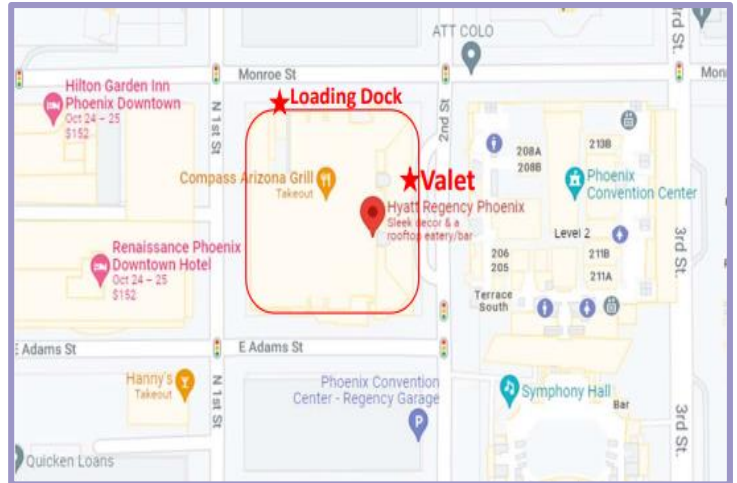 ATT COLO
3rd St.
Monroe St
Mon
Hilton Garden Inn
Phoenix Downtown
Oct 24 – 25
$152
Loading Dock
N 1st St
2nd St
208A
208B
213B
Compass Arizona Grill
Takeout
Valet
Phoenix
Convention Center
Hyatt Regency Phoenix
Sleek decor & a
rooftop eatery/bar
Level 2
3rd St.
Renaissance Phoenix
Downtown Hotel
Oct 24 – 25
$152
206
205
211B
211A
Terrace
South
E Adams St
E Adams St
Hanny's
Takeout
N 1st St
Phoenix Convention
Center - Regency Garage
P
Symphony Hall
Bar
3rd St.
Quicken Loans